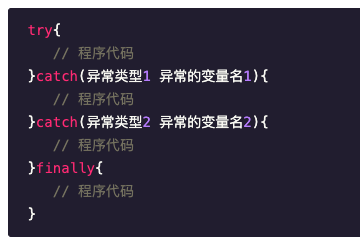 try{
   // 程序代码
}catch(异常类型1 异常的变量名1){
   // 程序代码
}catch(异常类型2 异常的变量名2){
   // 程序代码
}finally{
   // 程序代码
}